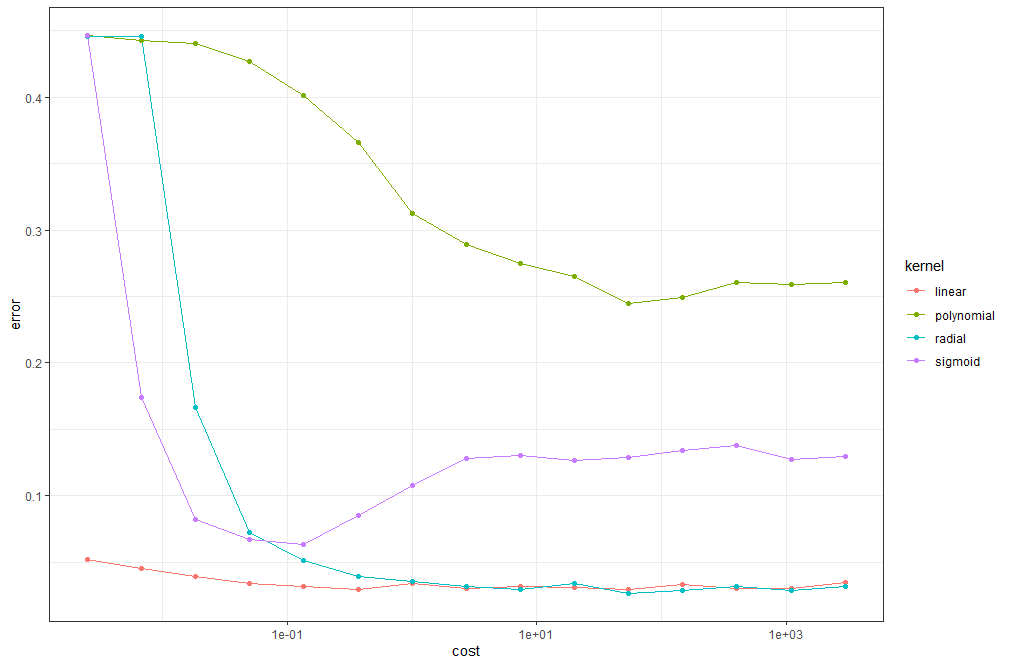 error
0.4
0.3
0.2
0.1
1e-01
1e+01
1e+03
cost
kernel
linear
polynomial
radial
sigmoid